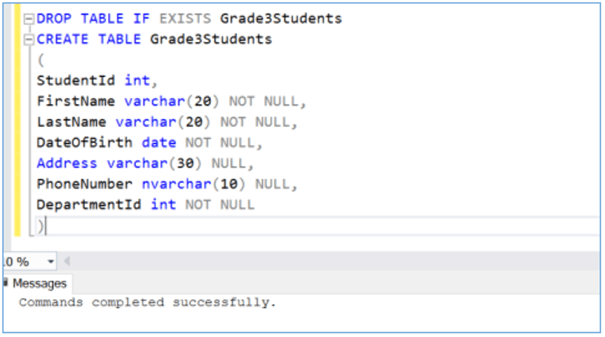 DROP TABLE IF EXISTS Grade3Students
CREATE TABLE Grade3Students
(
StudentId int,
FirstName varchar(20) NOT NULL,
LastName varchar(20) NOT NULL,
DateOfBirth date NOT NULL,
Address varchar(30) NULL,
PhoneNumber nvarchar(10) NULL,
DepartmentId int NOT NULL
)
.0 %
Messages
Commands completed successfully.